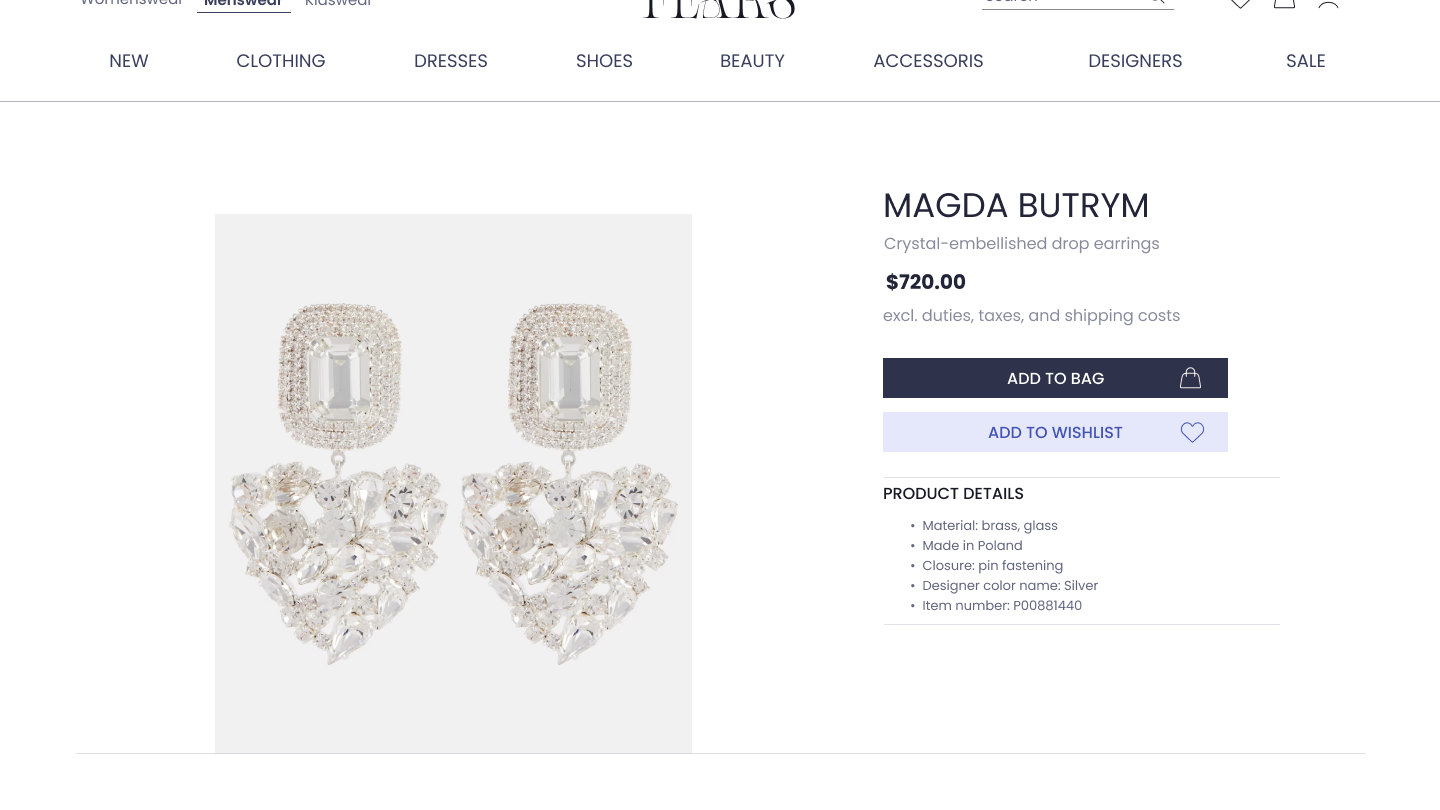 Womenswear Menswear Kidswear
Search
NEW CLOTHING DRESSES SHOES BEAUTY ACCESSORIS DESIGNERS SALE
MAGDA BUTRYM
Crystal-embellished drop earrings
$720.00
excl. duties, taxes, and shipping costs
ADD TO BAG
ADD TO WISHLIST
PRODUCT DETAILS
• Material: brass, glass
• Made in Poland
• Closure: pin fastening
• Designer color name: Silver
• Item number: P00881440